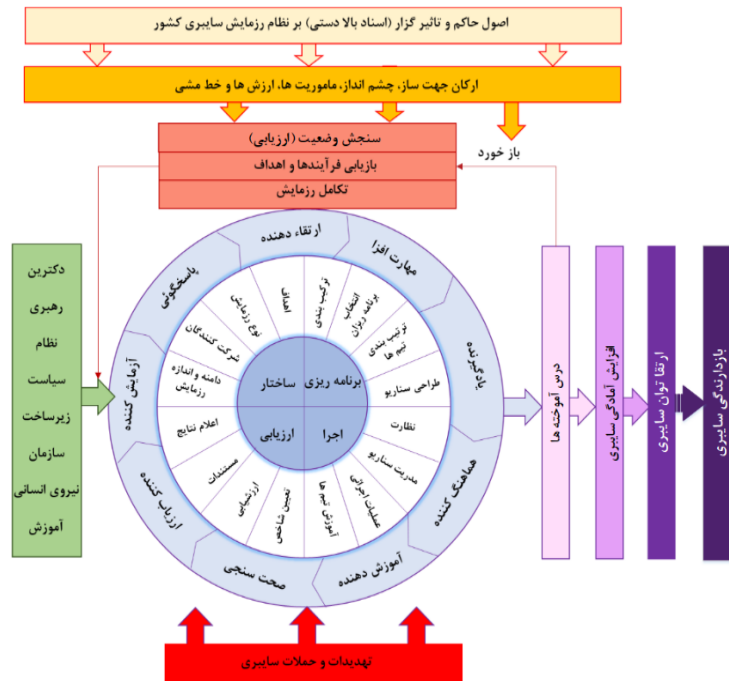 اصول حاکم و تاثیر گزار (اسناد بالا دستی) بر نظام رزمایش سایبری کشور
ارکان جهت ساز، چشم انداز، ماموریت ها، ارزش ها و خط مشی
سنجش وضعیت (ارزیابی)
بازیابی فرآیندها و اهداف
تکامل رزمایش
باز خورد
دکترین
رهبری
نظام
سیاست
زیرساخت
سازمان
نیروی انسانی
آموزش
ارتقاء دهنده
مهارت افزا
یادگیرنده
هماهنگ کننده
آموزش دهنده
صحت سنجی
ارزیاب کننده
آزمایش کننده
پاسخگوئی
ترکیب بندی
انتخاب
برنامه ریزان
ترتیب بندی
تیم ها
طراحی سناریو
نظارت
مدریت سناریو
عملیات اجرائی
آموزش تیم ها
تعیین شاخص
ارزشیابی
مستندات
اعلام نتایج
دامنه و اندازه
رزمایش
شرکت کنندگان
نوع رزمایش
اهداف
برنامه ریزی
ساختار
اجرا
ارزیابی
درس آموخته ها
افزایش آمادگی سایبری
ارتقا توان سایبری
بازدارندگی سایبری
تهدیدات و حملات سایبری